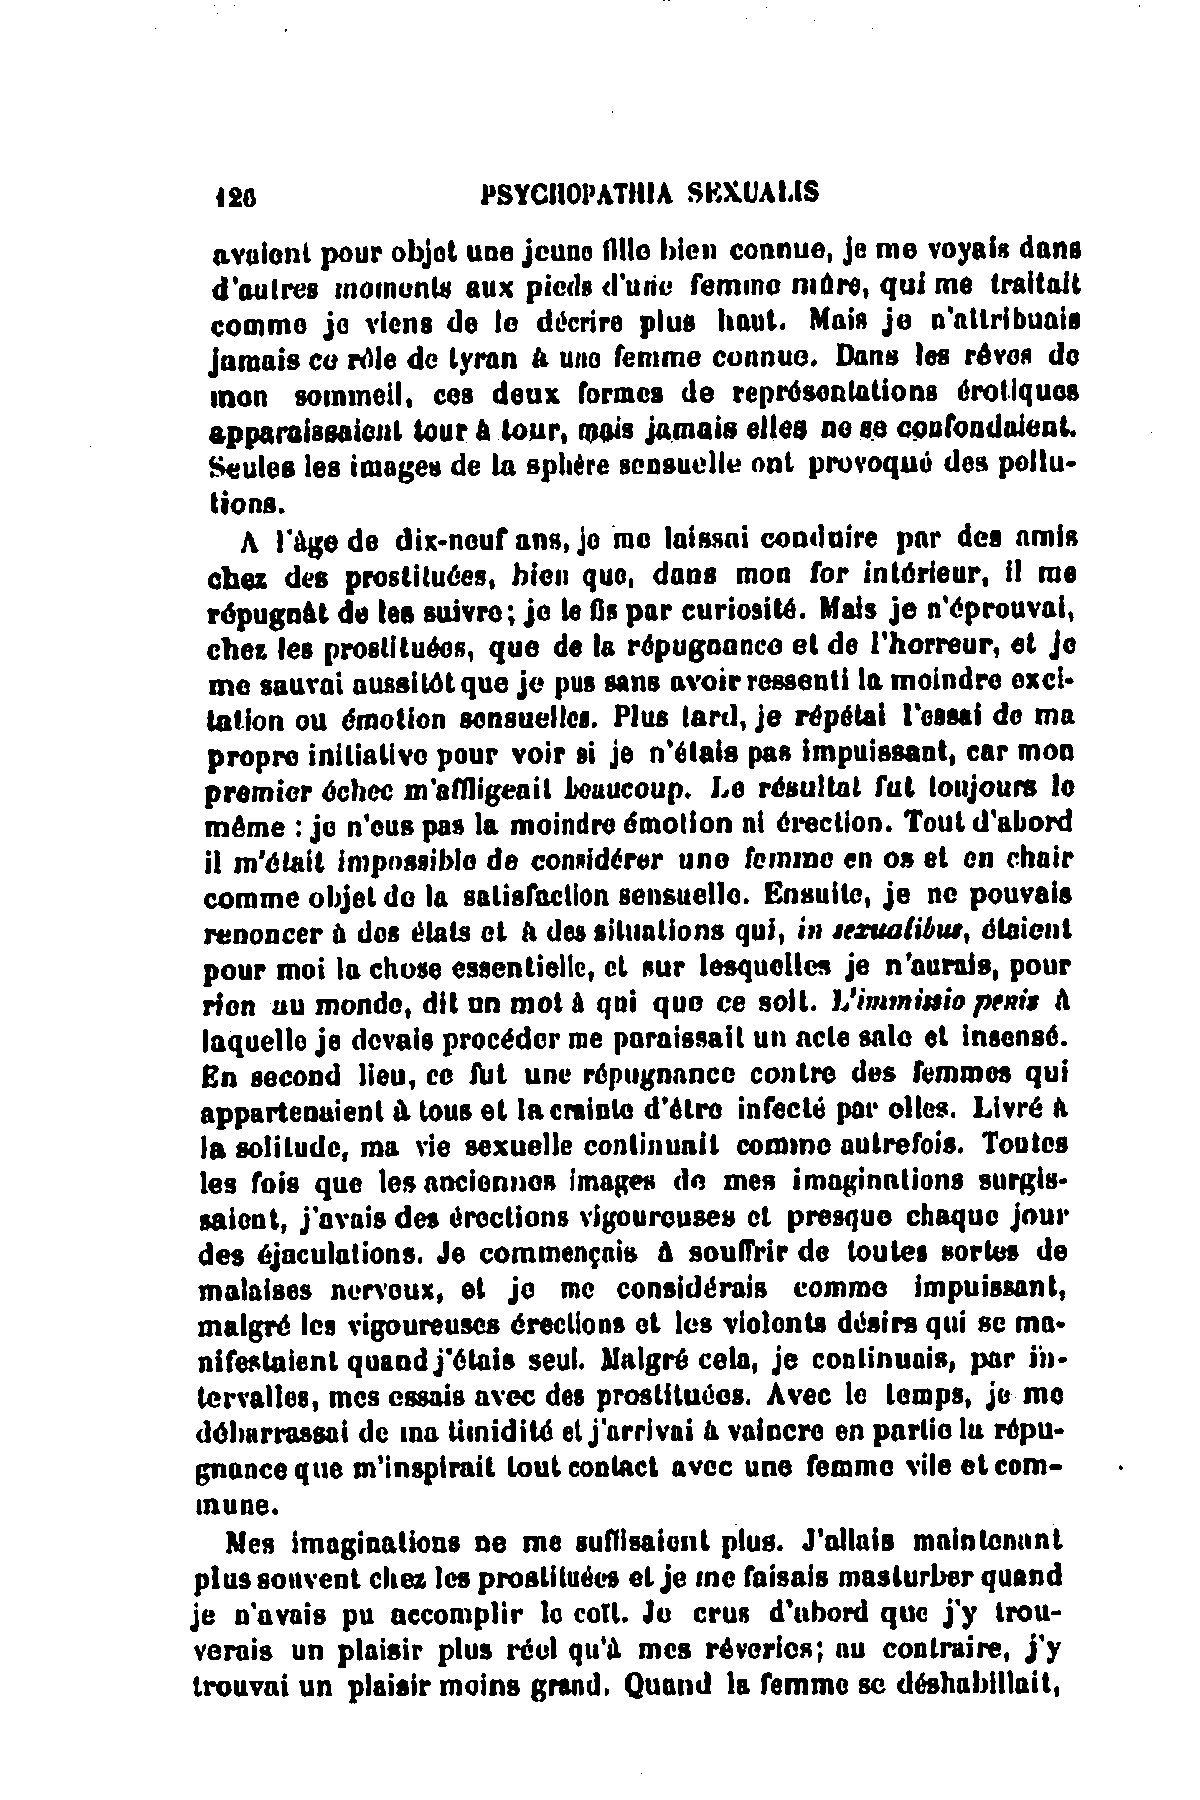 126 PSYCHOPATHIA SEXUALIS
avaient pour objet une jeune fille bien connue, je me voyais dans
d'autres moments aux pieds d'une femme mûre, qui me traitait
comme je viens de le décrire plus haut. Mais je n'attribuais
jamais ce rôle de tyran à une femme connue. Dans les rêves de
mon sommeil, ces deux formes de représentations érotiques
apparaissaient tour à tour, mais jamais elles ne se confondaient.
Seules les images de la sphère sensuelle ont provoqué des pollu-
tions.
A l'âge de dix-neuf ans, je me laissai conduire par des amis
chez des prostituées, bien que, dans mon for intérieur, il me
répugnât de les suivre; je le fis par curiosité. Mais je n'éprouvai,
chez les prostituées, que de la répugnance et de l'horreur, et je
me sauvai aussitôt que je pus sans avoir ressenti la moindre exci-
tation ou émotion sensuelles. Plus tard, je répétai l'essai de ma
propre initiative pour voir si je n'étais pas impuissant, car mon
premier échec m'affligeait beaucoup. Le résultat fut toujours le
même : je n'eus pas la moindre émotion ni érection. Tout d'abord
il m'était impossible de considérer une femme en os et en chair
comme objet de la satisfaction sensuelle. Ensuite, je ne pouvais
renoncer à des états et à des situations qui, in sexualibus, étaient
pour moi la chose essentielle, et sur lesquelles je n'aurais, pour
rien au monde, dit un mot à qui que ce soit. L'immissio penis à
laquelle je devais procéder me paraissait un acte sale et insensé.
En second lieu, ce fut une répugnance contre des femmes qui
appartenaient à tous et la crainte d'être infecté par elles. Livré à
la solitude, ma vie sexuelle continuait comme autrefois. Toutes
les fois que les anciennes images de mes imaginations surgis-
saient, j'avais des érections vigoureuses et presque chaque jour
des éjaculations. Je commençais à souffrir de toutes sortes de
malaises nerveux, et je me considérais comme impuissant,
malgré les vigoureuses érections et les violents désirs qui se ma-
nifestaient quand j'étais seul. Malgré cela, je continuais, par in-
tervalles, mes essais avec des prostituées. Avec le temps, je me
débarrassai de ma timidité et j'arrivai à vaincre en partie la répu-
gnance que m'inspirait tout contact avec une femme vile et com-
mune.
Mes imaginations ne me suffisaient plus. J'allais maintenant
plus souvent chez les prostituées et je me faisais masturber quand
je n'avais pu accomplir le coït. Je crus d'abord que j'y trou-
verais un plaisir plus réel qu'à mes rêveries; au contraire, j'y
trouvai un plaisir moins grand. Quand la femme se déshabillait,